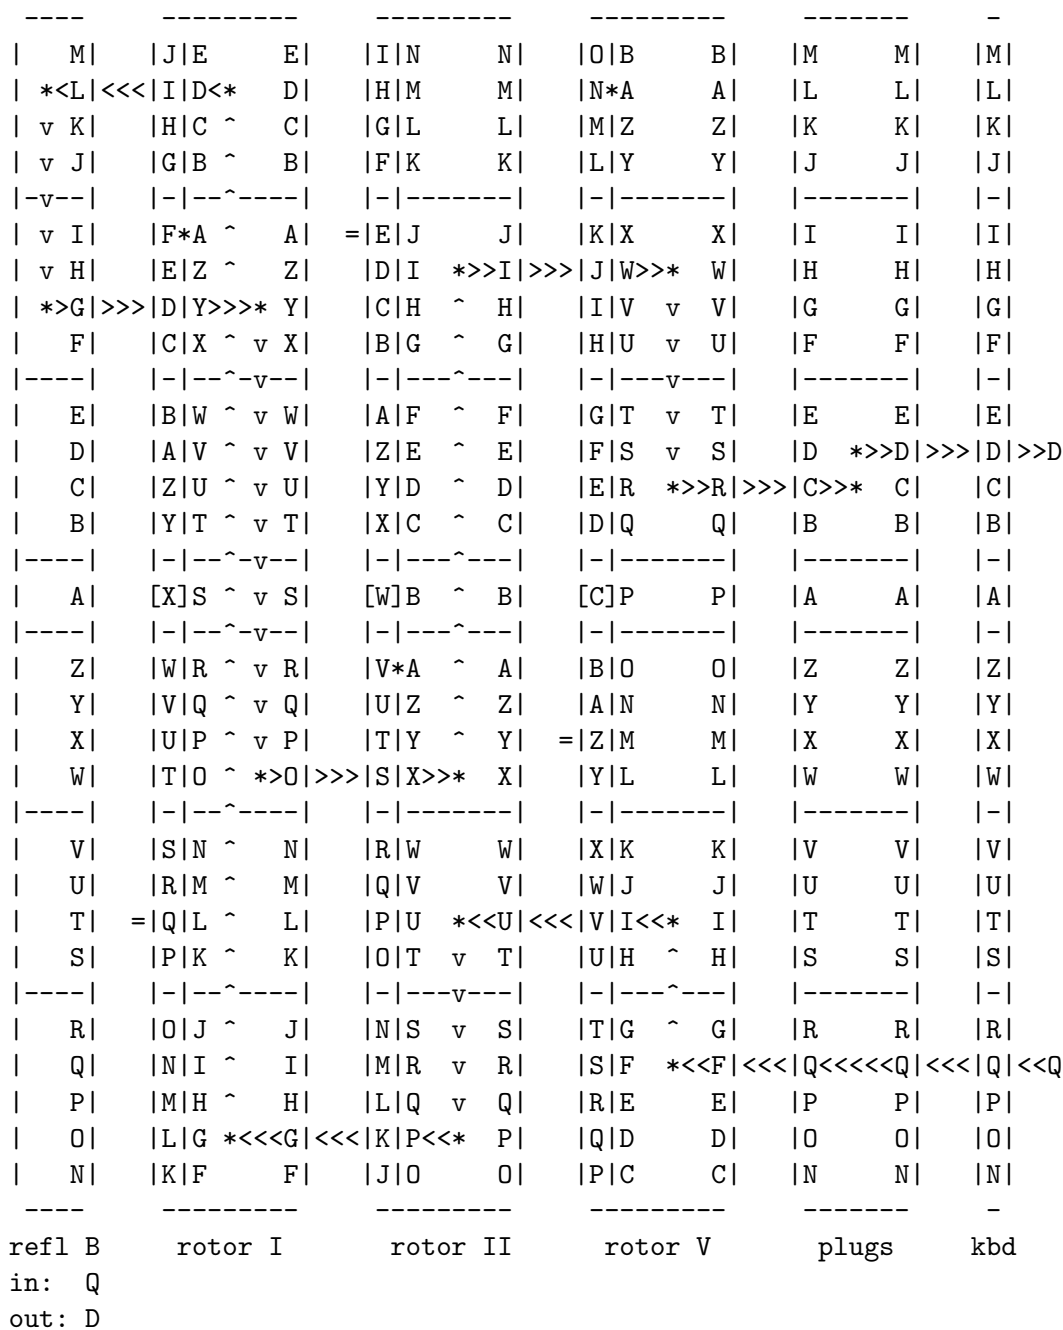 ----     ---------     ---------     ---------     -------     -
|   M|   |J|E     E|   |I|N     N|   |O|B     B|   |M     M|   |M|
| *<L|<<<|I|D<*   D|   |H|M     M|   |N*A     A|   |L     L|   |L|
| v K|   |H|C ^   C|   |G|L     L|   |M|Z     Z|   |K     K|   |K|
| v J|   |G|B ^   B|   |F|K     K|   |L|Y     Y|   |J     J|   |J|
|-v--|   |-|--^----|   |-|-------|   |-|-------|   |-------|   |-|
| v I|   |F*A ^   A|  =|E|J     J|   |K|X     X|   |I     I|   |I|
| v H|   |E|Z ^   Z|   |D|I  *>>I|>>>|J|W>>*  W|   |H     H|   |H|
| *>G|>>>|D|Y>>>* Y|   |C|H  ^  H|   |I|V  v  V|   |G     G|   |G|
|   F|   |C|X ^ v X|   |B|G  ^  G|   |H|U  v  U|   |F     F|   |F|
|----|   |-|--^-v--|   |-|---^---|   |-|---v---|   |-------|   |-|
|   E|   |B|W ^ v W|   |A|F  ^  F|   |G|T  v  T|   |E     E|   |E|
|   D|   |A|V ^ v V|   |Z|E  ^  E|   |F|S  v  S|   |D  *>>D|>>>|D|>>D
|   C|   |Z|U ^ v U|   |Y|D  ^  D|   |E|R  *>>R|>>>|C>>*  C|   |C|
|   B|   |Y|T ^ v T|   |X|C  ^  C|   |D|Q     Q|   |B     B|   |B|
|----|   |-|--^-v--|   |-|---^---|   |-|-------|   |-------|   |-|
|   A|   [X]S ^ v S|   [W]B  ^  B|   [C]P     P|   |A     A|   |A|
|----|   |-|--^-v--|   |-|---^---|   |-|-------|   |-------|   |-|
|   Z|   |W|R ^ v R|   |V*A  ^  A|   |B|O     O|   |Z     Z|   |Z|
|   Y|   |V|Q ^ v Q|   |U|Z  ^  Z|   |A|N     N|   |Y     Y|   |Y|
|   X|   |U|P ^ v P|   |T|Y  ^  Y|  =|Z|M     M|   |X     X|   |X|
|   W|   |T|O ^ *>O|>>>|S|X>>*  X|   |Y|L     L|   |W     W|   |W|
|----|   |-|--^----|   |-|-------|   |-|-------|   |-------|   |-|
|   V|   |S|N ^   N|   |R|W     W|   |X|K     K|   |V     V|   |V|
|   U|   |R|M ^   M|   |Q|V     V|   |W|J     J|   |U     U|   |U|
|   T|  =|Q|L ^   L|   |P|U  *<<U|<<<|V|I<<*  I|   |T     T|   |T|
|   S|   |P|K ^   K|   |O|T  v  T|   |U|H  ^  H|   |S     S|   |S|
|----|   |-|--^----|   |-|---v---|   |-|---^---|   |-------|   |-|
|   R|   |O|J ^   J|   |N|S  v  S|   |T|G  ^  G|   |R     R|   |R|
|   Q|   |N|I ^   I|   |M|R  v  R|   |S|F  *<<F|<<<|Q<<<<<Q|<<<|Q|<<Q
|   P|   |M|H ^   H|   |L|Q  v  Q|   |R|E     E|   |P     P|   |P|
|   O|   |L|G *<<<G|<<<|K|P<<*  P|   |Q|D     D|   |O     O|   |O|
|   N|   |K|F     F|   |J|O     O|   |P|C     C|   |N     N|   |N|
 ----     ---------     ---------     ---------     -------     -
refl B     rotor I      rotor II       rotor V       plugs     kbd
in:  Q
out: D